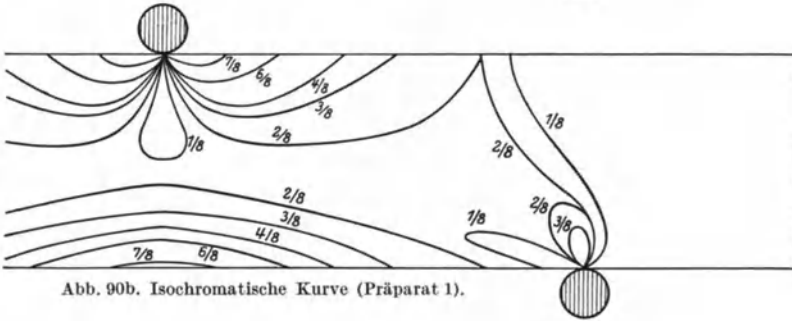 7/8 6/8 4/8
3/8
2/8 1/8
1/8 2/8
2/8
3/8 1/8 2/8
4/8 3/8
7/8 6/8
Abb. 90b. Isochromatische Kurve (Präparat 1).